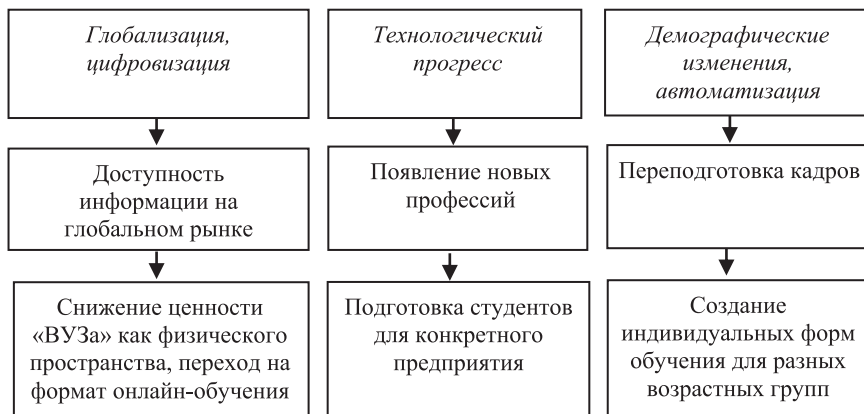 Глобализация,
цифровизация
Технологический
прогресс
Демографические
изменения,
автоматизация
Доступность
информации на
глобальном рынке
Появление новых
профессий
Переподготовка кадров
Снижение ценности
«ВУЗа» как физического
пространства, переход на
формат онлайн-обучения
Подготовка студентов
для конкретного
предприятия
Создание
индивидуальных форм
обучения для разных
возрастных групп